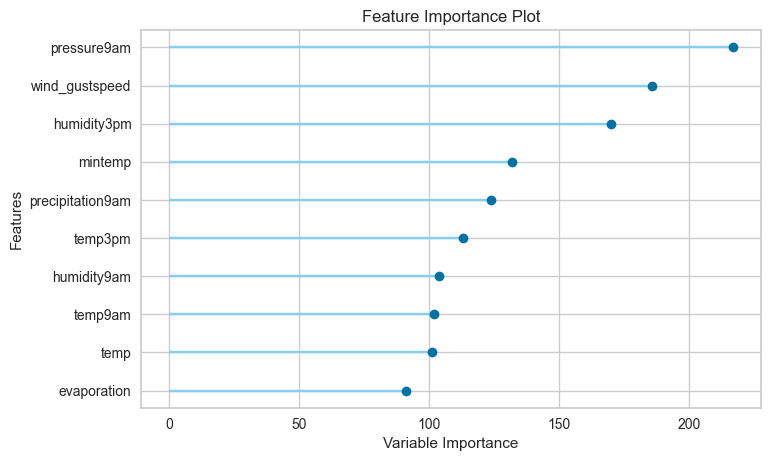 Feature Importance Plot
Features
pressure9am
wind_gustspeed
humidity3pm
mintemp
precipitation9am
temp3pm
humidity9am
temp9am
temp
evaporation
0 50 100 150 200
Variable Importance